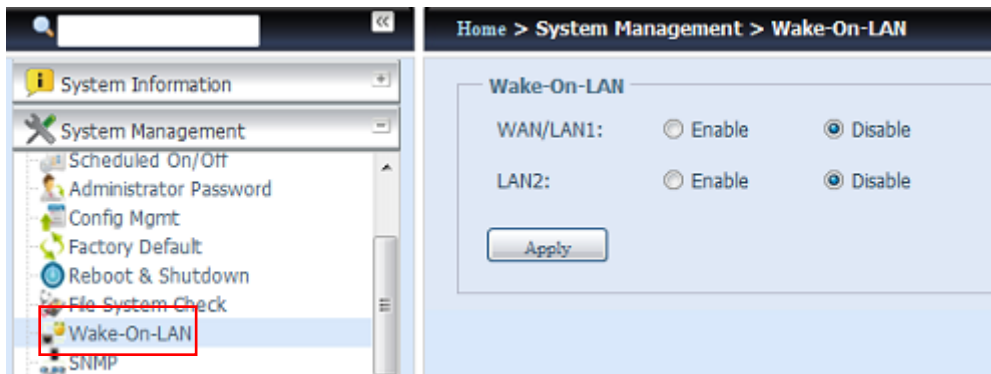 Home > System Management > Wake-On-LAN
System Information
System Management
Scheduled On/Off
Administrator Password
Config Mgmt
Factory Default
Reboot & Shutdown
File System Check
Wake-On-LAN
SNMP
Wake-On-LAN
WAN/LAN1: Enable Disable
LAN2: Enable Disable
Apply